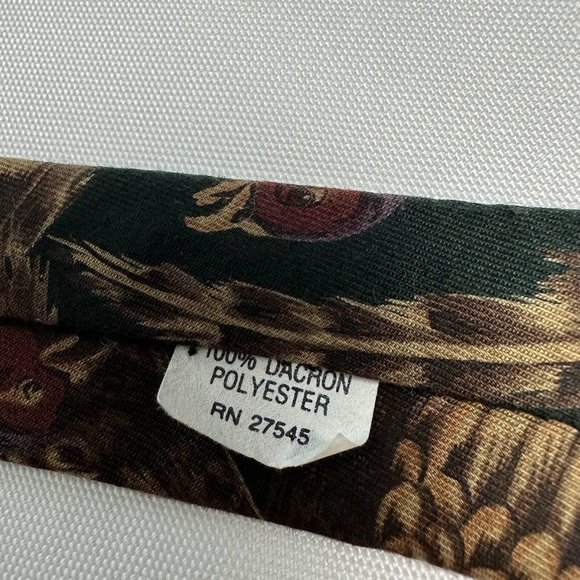 100% DACRON
POLYESTER
RN 27545